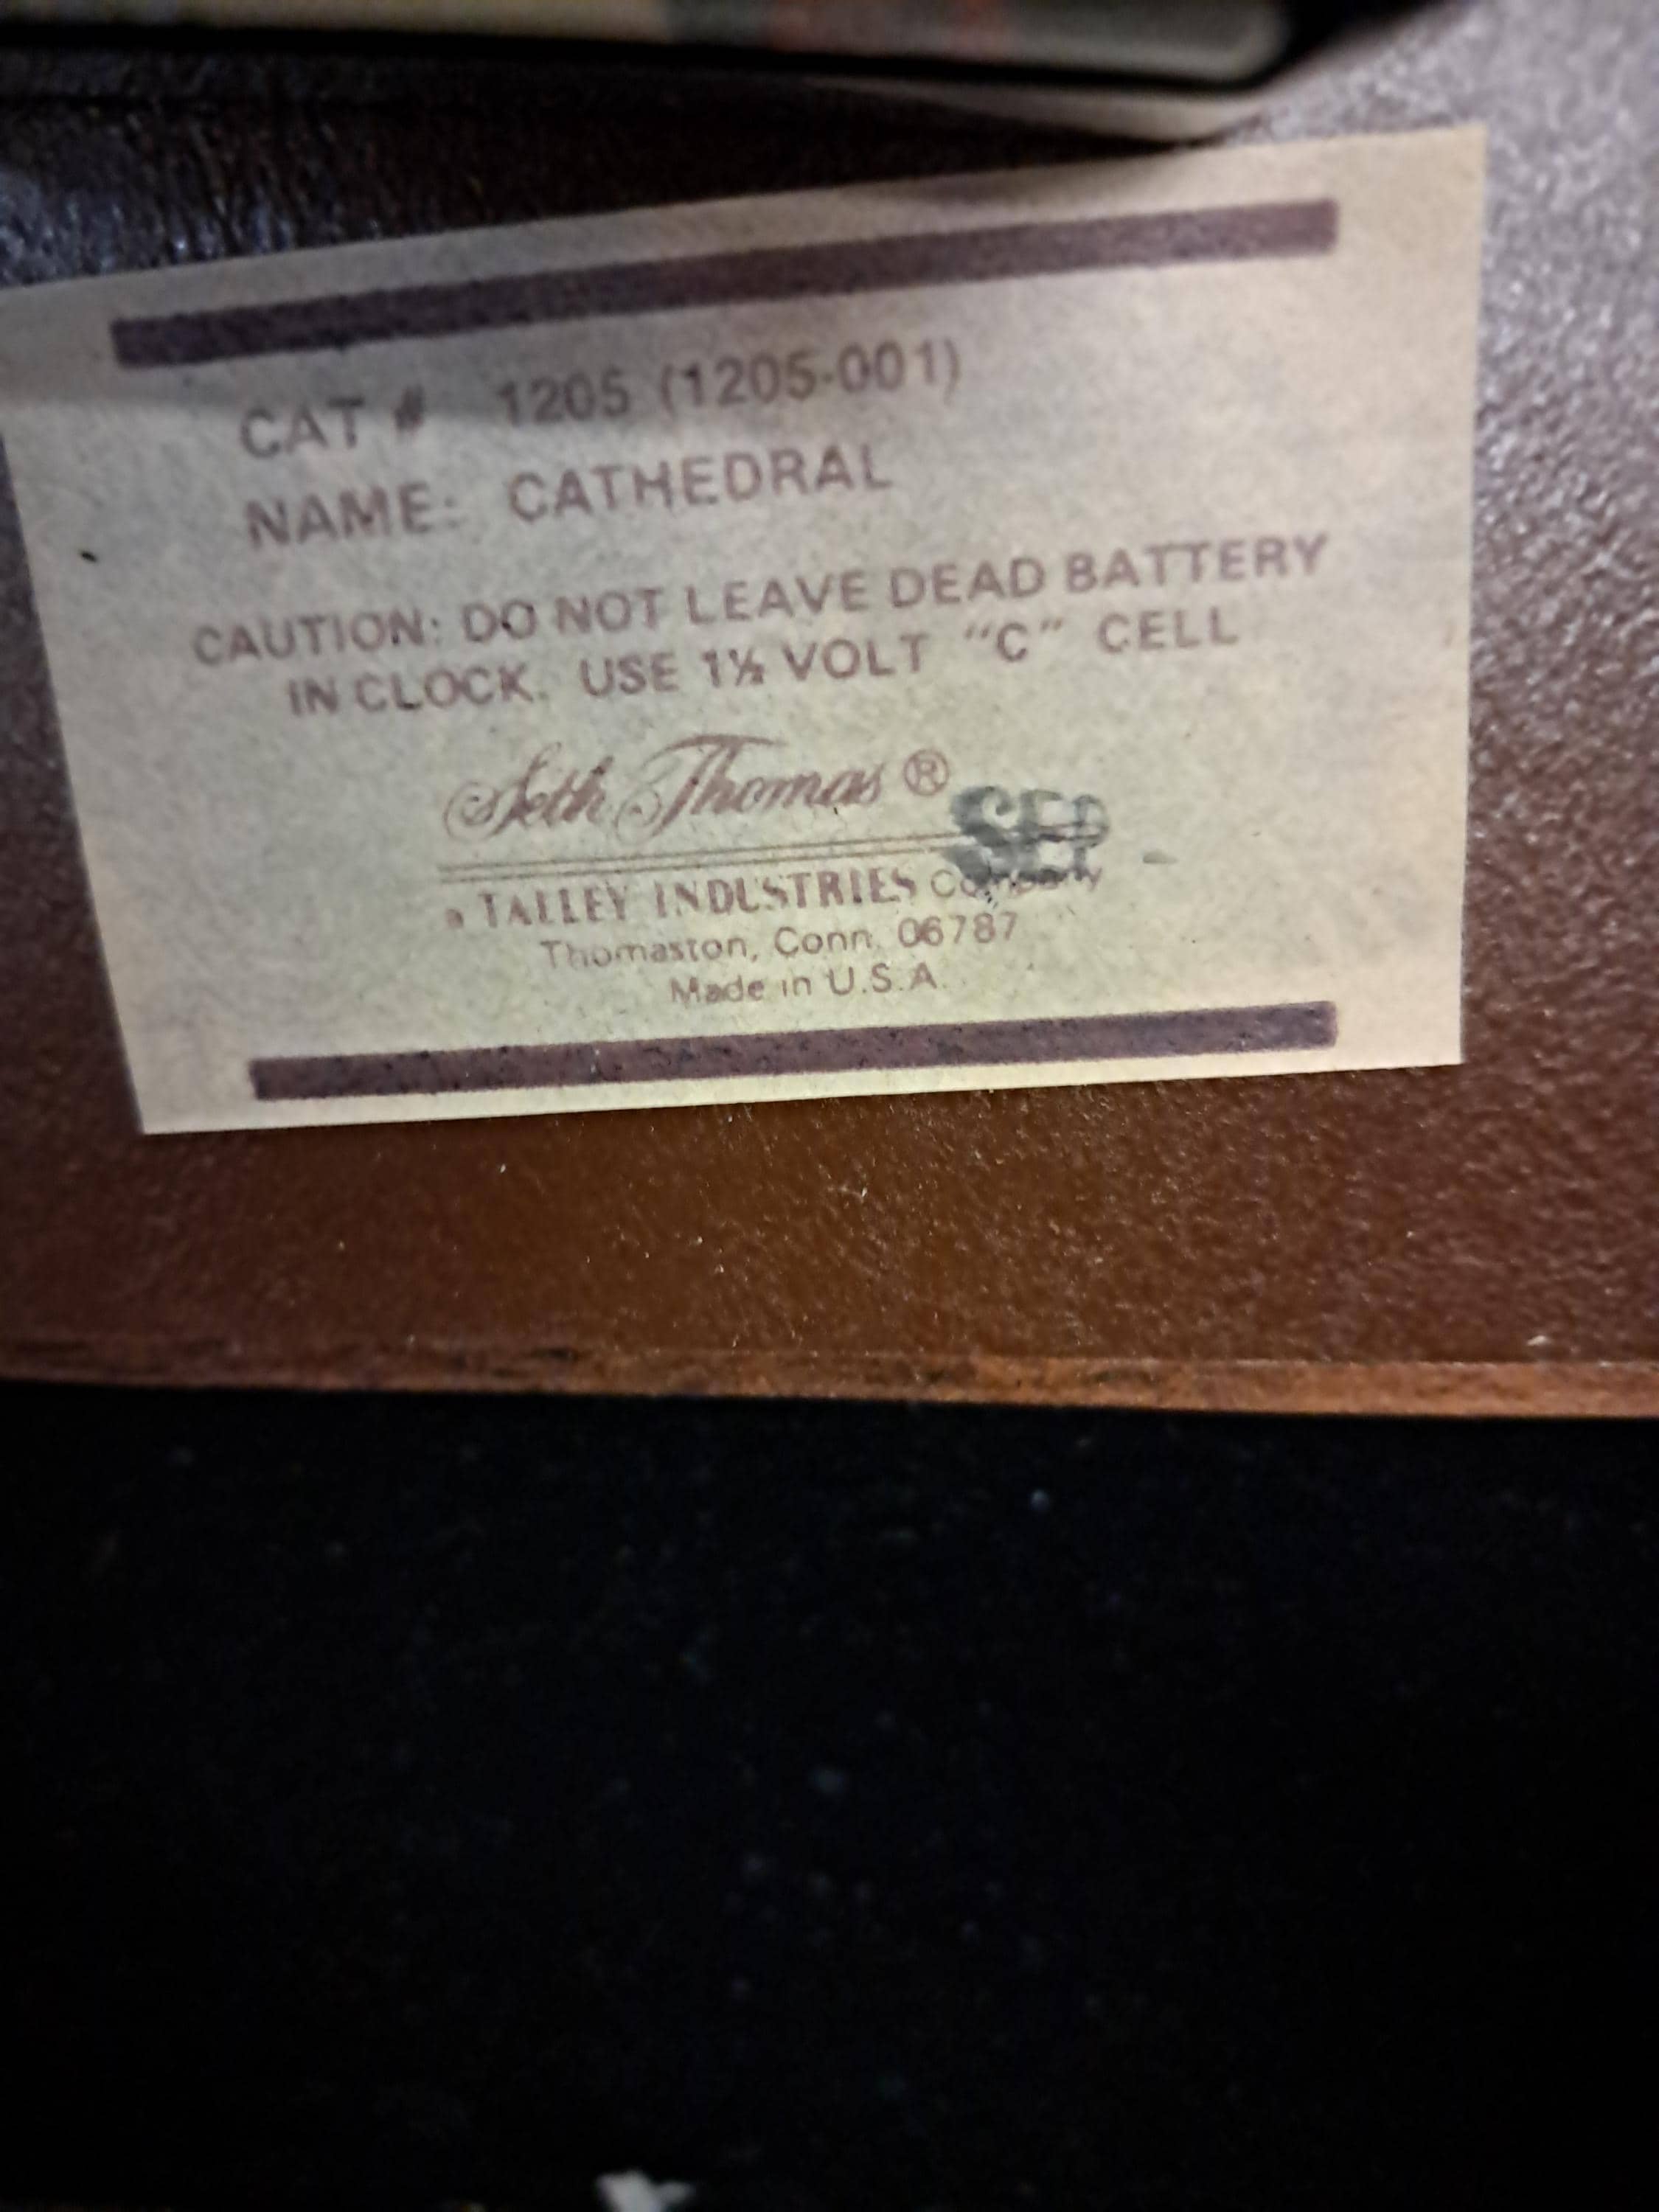 CAT # 1205 (1205-001)
NAME: CATHEDRAL
CAUTION: DO NOT LEAVE DEAD BATTERY
IN CLOCK. USE 1½ VOLT "C" CELL
Seth Thomas ®
SEP
a TALLEY INDUSTRIES Company
Thomaston, Conn. 06787
Made in U.S.A.